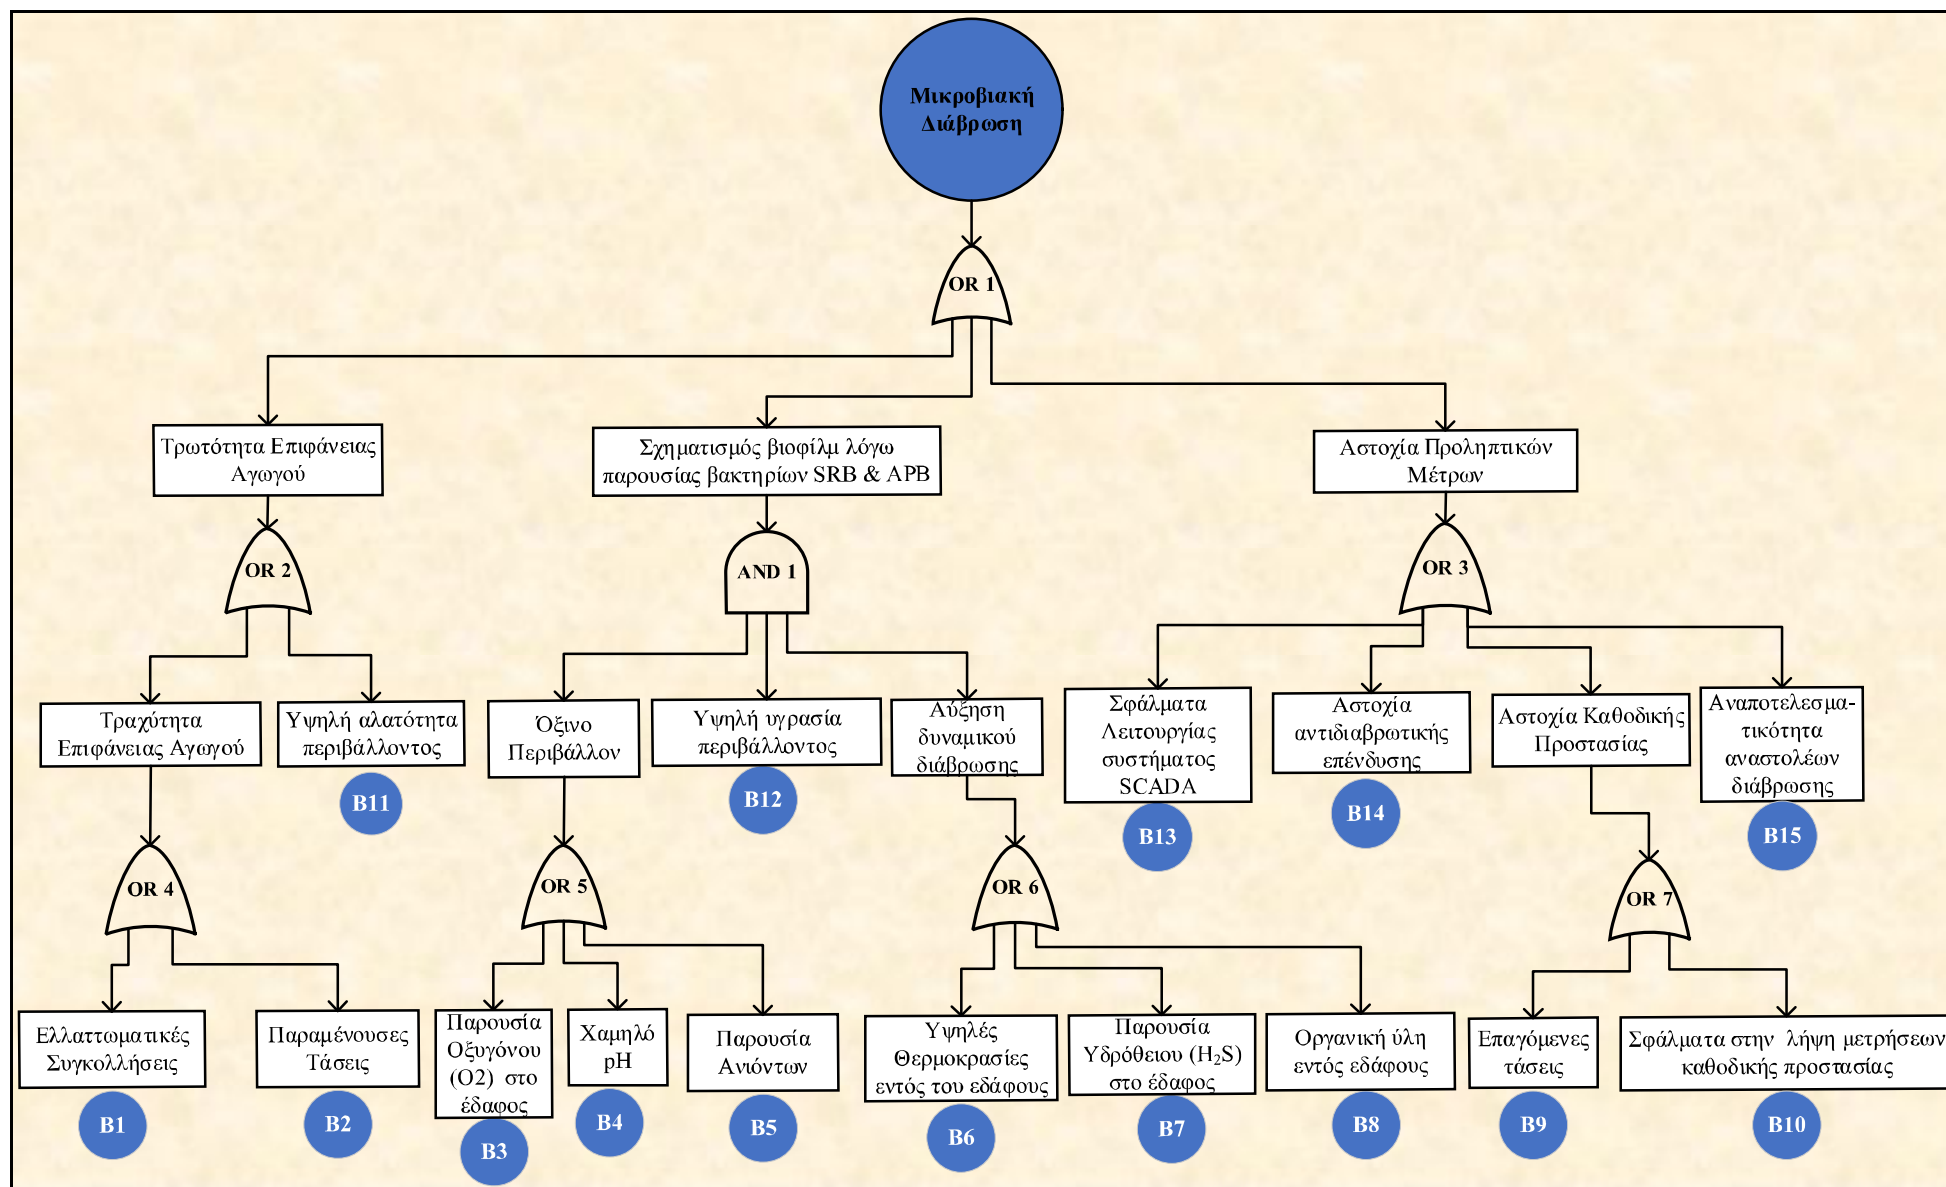 Μικροβιακή
Διάβρωση
OR 1
Τρωτότητα Επιφάνειας
Αγωγού
Σχηματισμός βιοφίλμ λόγω
παρουσίας βακτηρίων SRB & APB
Αστοχία Προληπτικών
Μέτρων
OR 2
AND 1
OR 3
Τραχύτητα
Επιφάνειας Αγωγού
Υψηλή αλατότητα
περιβάλλοντος
B11
Όξινο
Περιβάλλον
Υψηλή υγρασία
περιβάλλοντος
B12
Αύξηση
δυναμικού
διάβρωσης
Σφάλματα
Λειτουργίας
συστήματος
SCADA
B13
Αστοχία
αντιδιαβρωτικής
επένδυσης
B14
Αστοχία Καθοδικής
Προστασίας
Αναποτελεσμα-
τικότητα
αναστολέων
διάβρωσης
B15
OR 4
OR 5
OR 6
OR 7
Ελλαττωματικές
Συγκολλήσεις
B1
Παραμένουσες
Τάσεις
B2
Παρουσία
Οξυγόνου
(O2) στο
έδαφος
B3
Χαμηλό
pH
B4
Παρουσία
Ανιόντων
B5
Υψηλές
Θερμοκρασίες
εντός του εδάφους
B6
Παρουσία
Υδρόθειου (H₂S)
στο έδαφος
B7
Οργανική ύλη
εντός εδάφους
B8
Επαγόμενες
τάσεις
B9
Σφάλματα στην λήψη μετρήσεων
καθοδικής προστασίας
B10